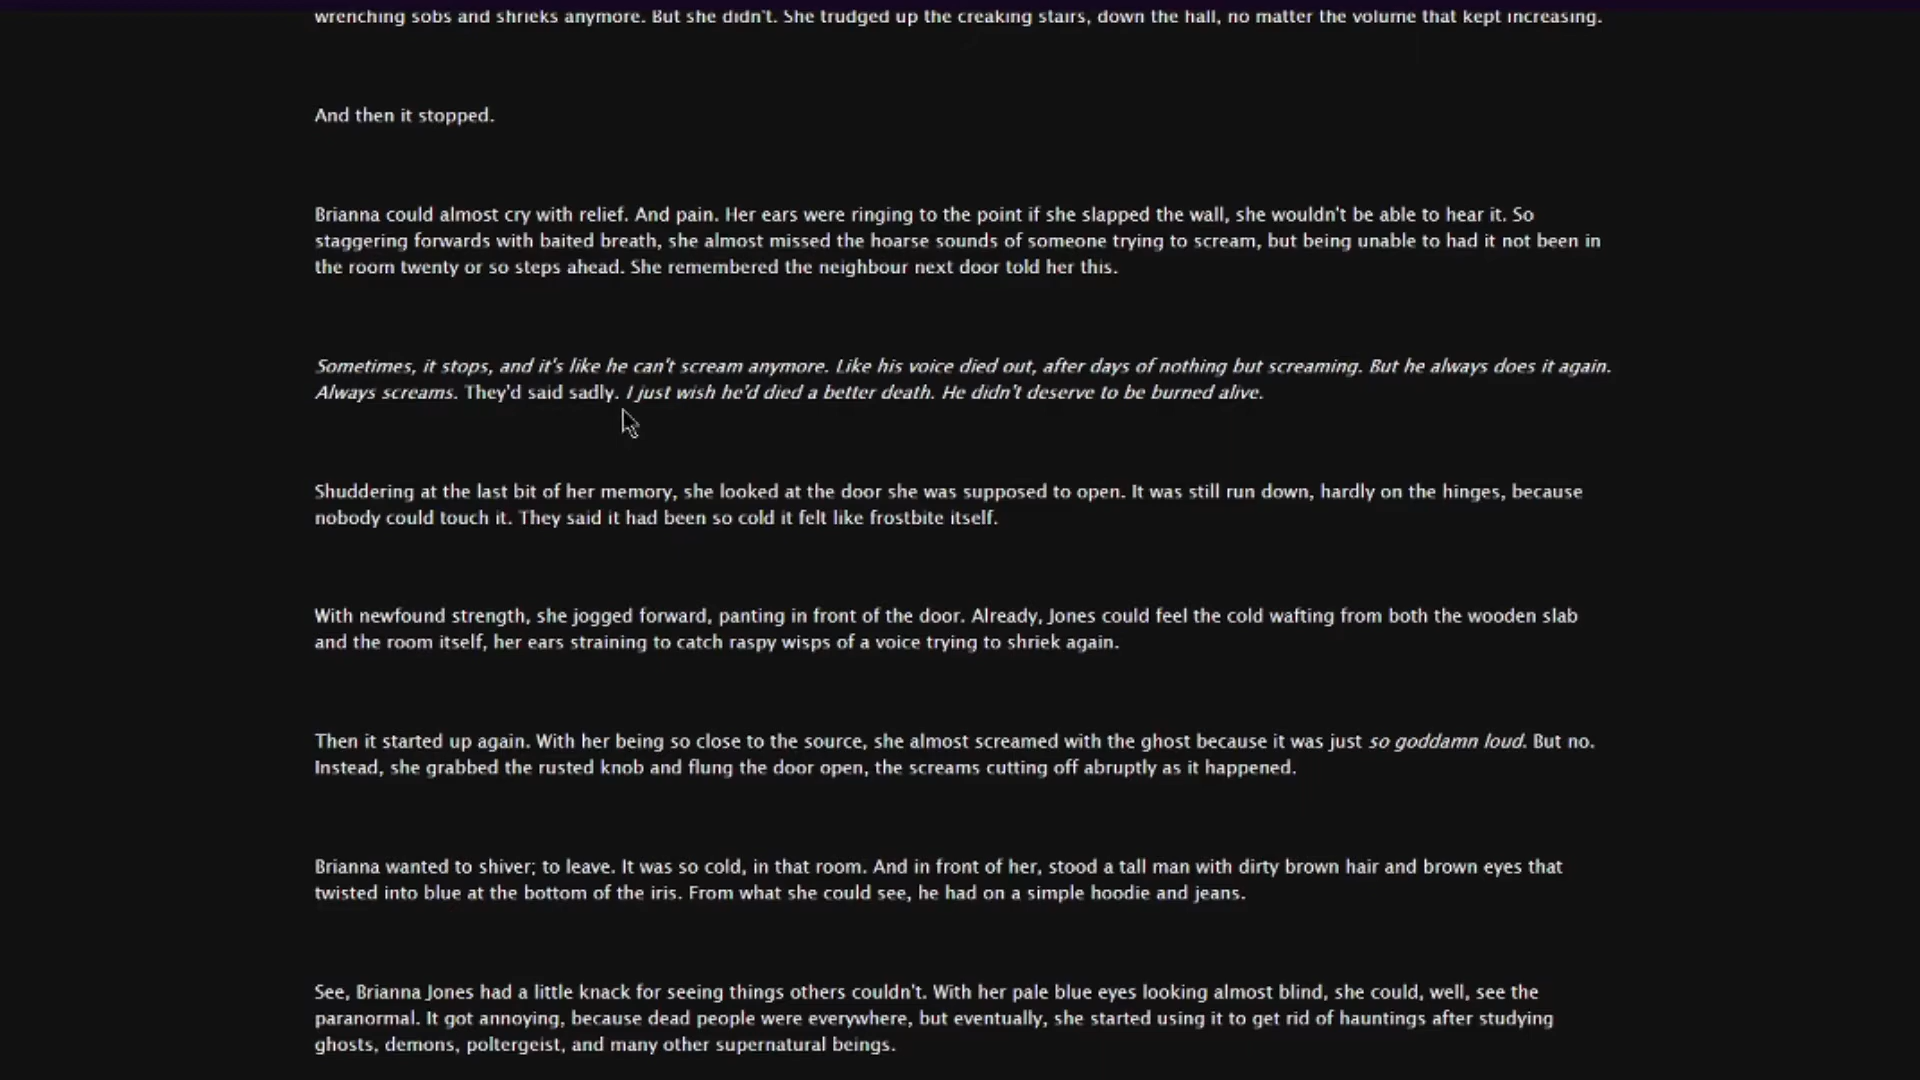 wrenching sobs and shrieks anymore. But she didn't. She trudged up the creaking stairs, down the hall, no matter the volume that kept increasing.
And then it stopped.
Brianna could almost cry with relief. And pain. Her ears were ringing to the point if she slapped the wall, she wouldn't be able to hear it. So
staggering forwards with baited breath, she almost missed the hoarse sounds of someone trying to scream, but being unable to had it not been in
the room twenty or so steps ahead. She remembered the neighbour next door told her this.
Sometimes, it stops, and it's like he can't scream anymore. Like his voice died out, after days of nothing but screaming. But he always does it again.
Always screams. They'd said sadly. I just wish he'd died a better death. He didn't deserve to be burned alive.
Shuddering at the last bit of her memory, she looked at the door she was supposed to open. It was still run down, hardly on the hinges, because
nobody could touch it. They said it had been so cold it felt like frostbite itself.
With newfound strength, she jogged forward, panting in front of the door. Already, Jones could feel the cold wafting from both the wooden slab
and the room itself, her ears straining to catch raspy wisps of a voice trying to shriek again.
Then it started up again. With her being so close to the source, she almost screamed with the ghost because it was just so goddamn loud. But no.
Instead, she grabbed the rusted knob and flung the door open, the screams cutting off abruptly as it happened.
Brianna wanted to shiver; to leave. It was so cold, in that room. And in front of her, stood a tall man with dirty brown hair and brown eyes that
twisted into blue at the bottom of the iris. From what she could see, he had on a simple hoodie and jeans.
See, Brianna Jones had a little knack for seeing things others couldn't. With her pale blue eyes looking almost blind, she could, well, see the
paranormal. It got annoying, because dead people were everywhere, but eventually, she started using it to get rid of hauntings after studying
ghosts, demons, poltergeist, and many other supernatural beings.